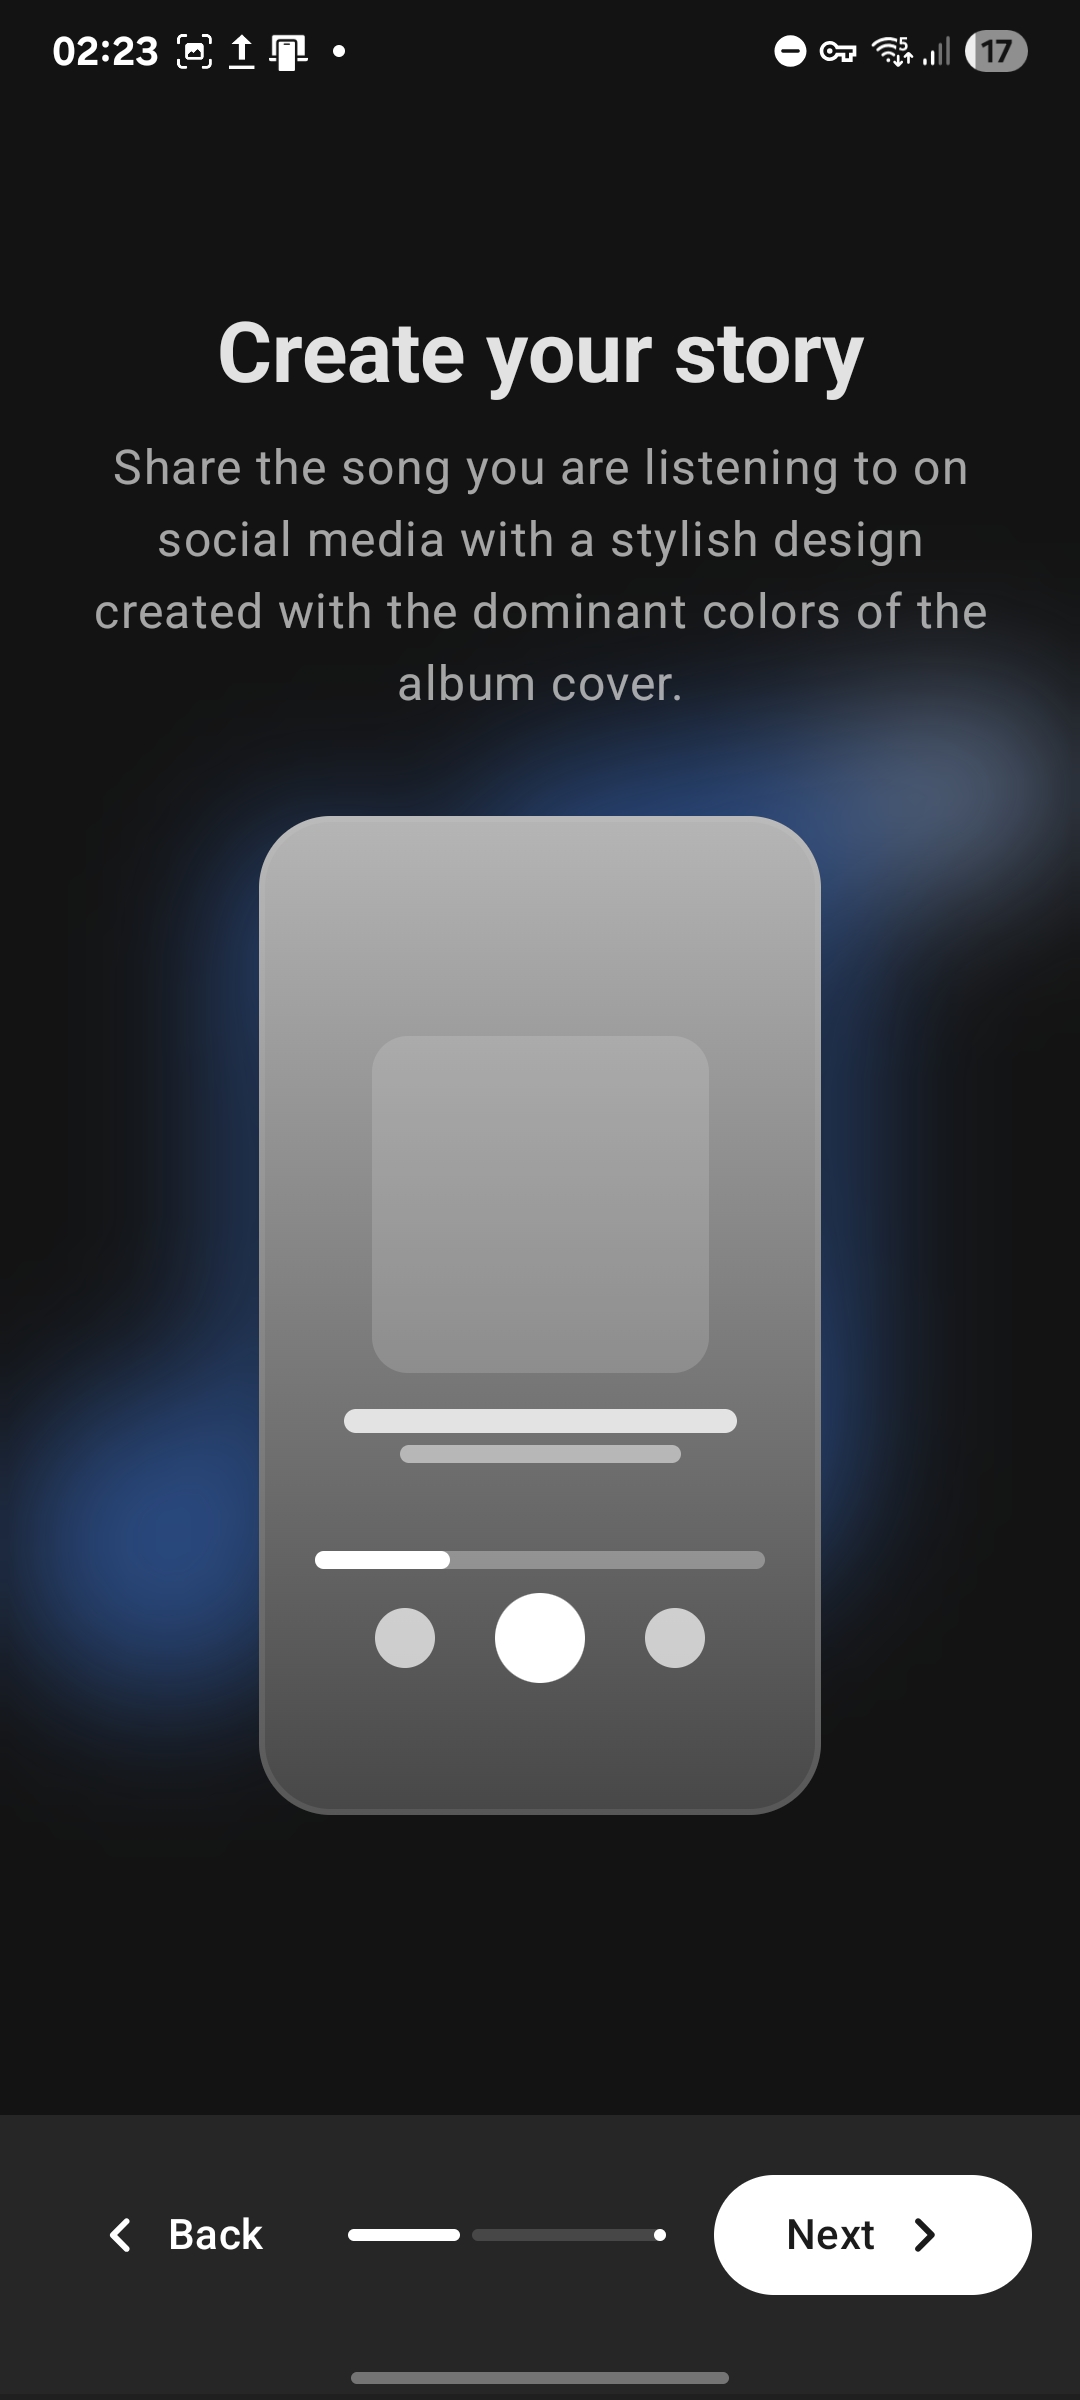 02:23
5
17
Create your story
Share the song you are listening to on
social media with a stylish design
created with the dominant colors of the
album cover.
Back
Next